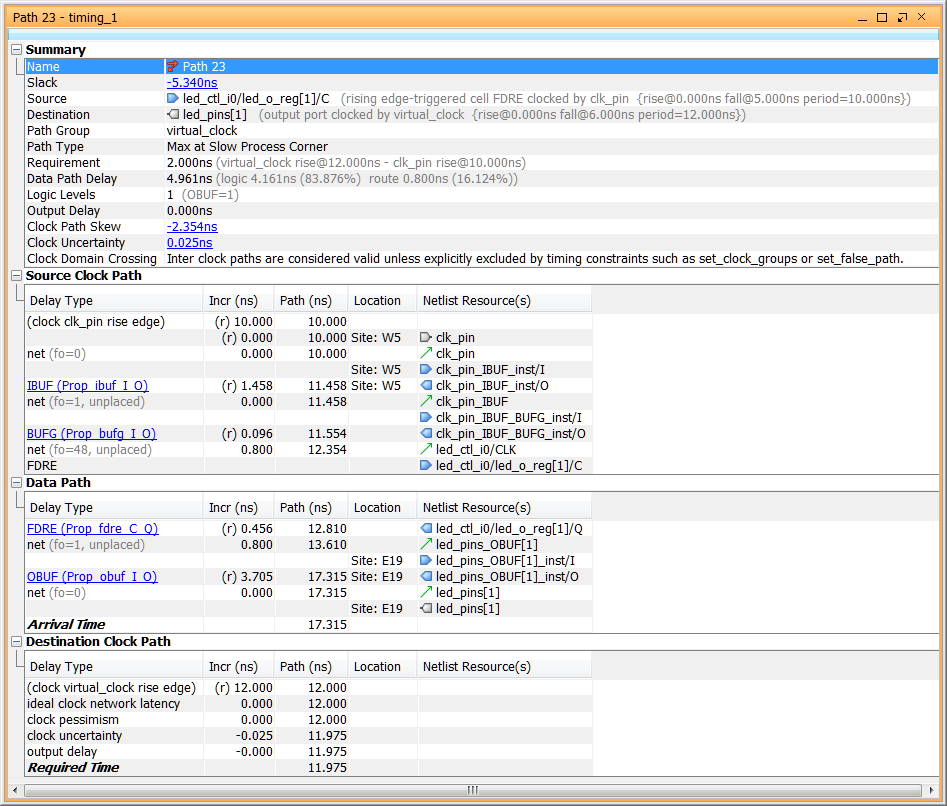 Path 23 - timing_1
Summary
Name Path 23
Slack -5.340ns
Source led_ctl_i0/led_o_reg[1]/C (rising edge-triggered cell FDRE clocked by clk_pin {rise@0.000ns fall@5.000ns period=10.000ns})
Destination led_pins[1] (output port clocked by virtual_clock {rise@0.000ns fall@6.000ns period=12.000ns})
Path Group virtual_clock
Path Type Max at Slow Process Corner
Requirement 2.000ns (virtual_clock rise@12.000ns - clk_pin rise@10.000ns)
Data Path Delay 4.961ns (logic 4.161ns (83.876%) route 0.800ns (16.124%))
Logic Levels 1 (OBUF=1)
Output Delay 0.000ns
Clock Path Skew -2.354ns
Clock Uncertainty 0.025ns
Clock Domain Crossing Inter clock paths are considered valid unless explicitly excluded by timing constraints such as set_clock_groups or set_false_path.
Source Clock Path
Delay Type Incr (ns) Path (ns) Location Netlist Resource(s)
(clock clk_pin rise edge) (r) 10.000 10.000
(r) 0.000 10.000 Site: W5 clk_pin
net (fo=0) 0.000 10.000 clk_pin
Site: W5 clk_pin_IBUF_inst/I
IBUF (Prop_ibuf_I_O) (r) 1.458 11.458 Site: W5 clk_pin_IBUF_inst/O
net (fo=1, unplaced) 0.000 11.458 clk_pin_IBUF
clk_pin_IBUF_BUFG_inst/I
BUFG (Prop_bufg_I_O) (r) 0.096 11.554 clk_pin_IBUF_BUFG_inst/O
net (fo=48, unplaced) 0.800 12.354 led_ctl_i0/CLK
FDRE led_ctl_i0/led_o_reg[1]/C
Data Path
Delay Type Incr (ns) Path (ns) Location Netlist Resource(s)
FDRE (Prop_fdre_C_Q) (r) 0.456 12.810 led_ctl_i0/led_o_reg[1]/Q
net (fo=1, unplaced) 0.800 13.610 led_pins_OBUF[1]
Site: E19 led_pins_OBUF[1]_inst/I
OBUF (Prop_obuf_I_O) (r) 3.705 17.315 Site: E19 led_pins_OBUF[1]_inst/O
net (fo=0) 0.000 17.315 led_pins[1]
Site: E19 led_pins[1]
Arrival Time 17.315
Destination Clock Path
Delay Type Incr (ns) Path (ns) Location Netlist Resource(s)
(clock virtual_clock rise edge) (r) 12.000 12.000
ideal clock network latency 0.000 12.000
clock pessimism 0.000 12.000
clock uncertainty -0.025 11.975
output delay -0.000 11.975
Required Time 11.975